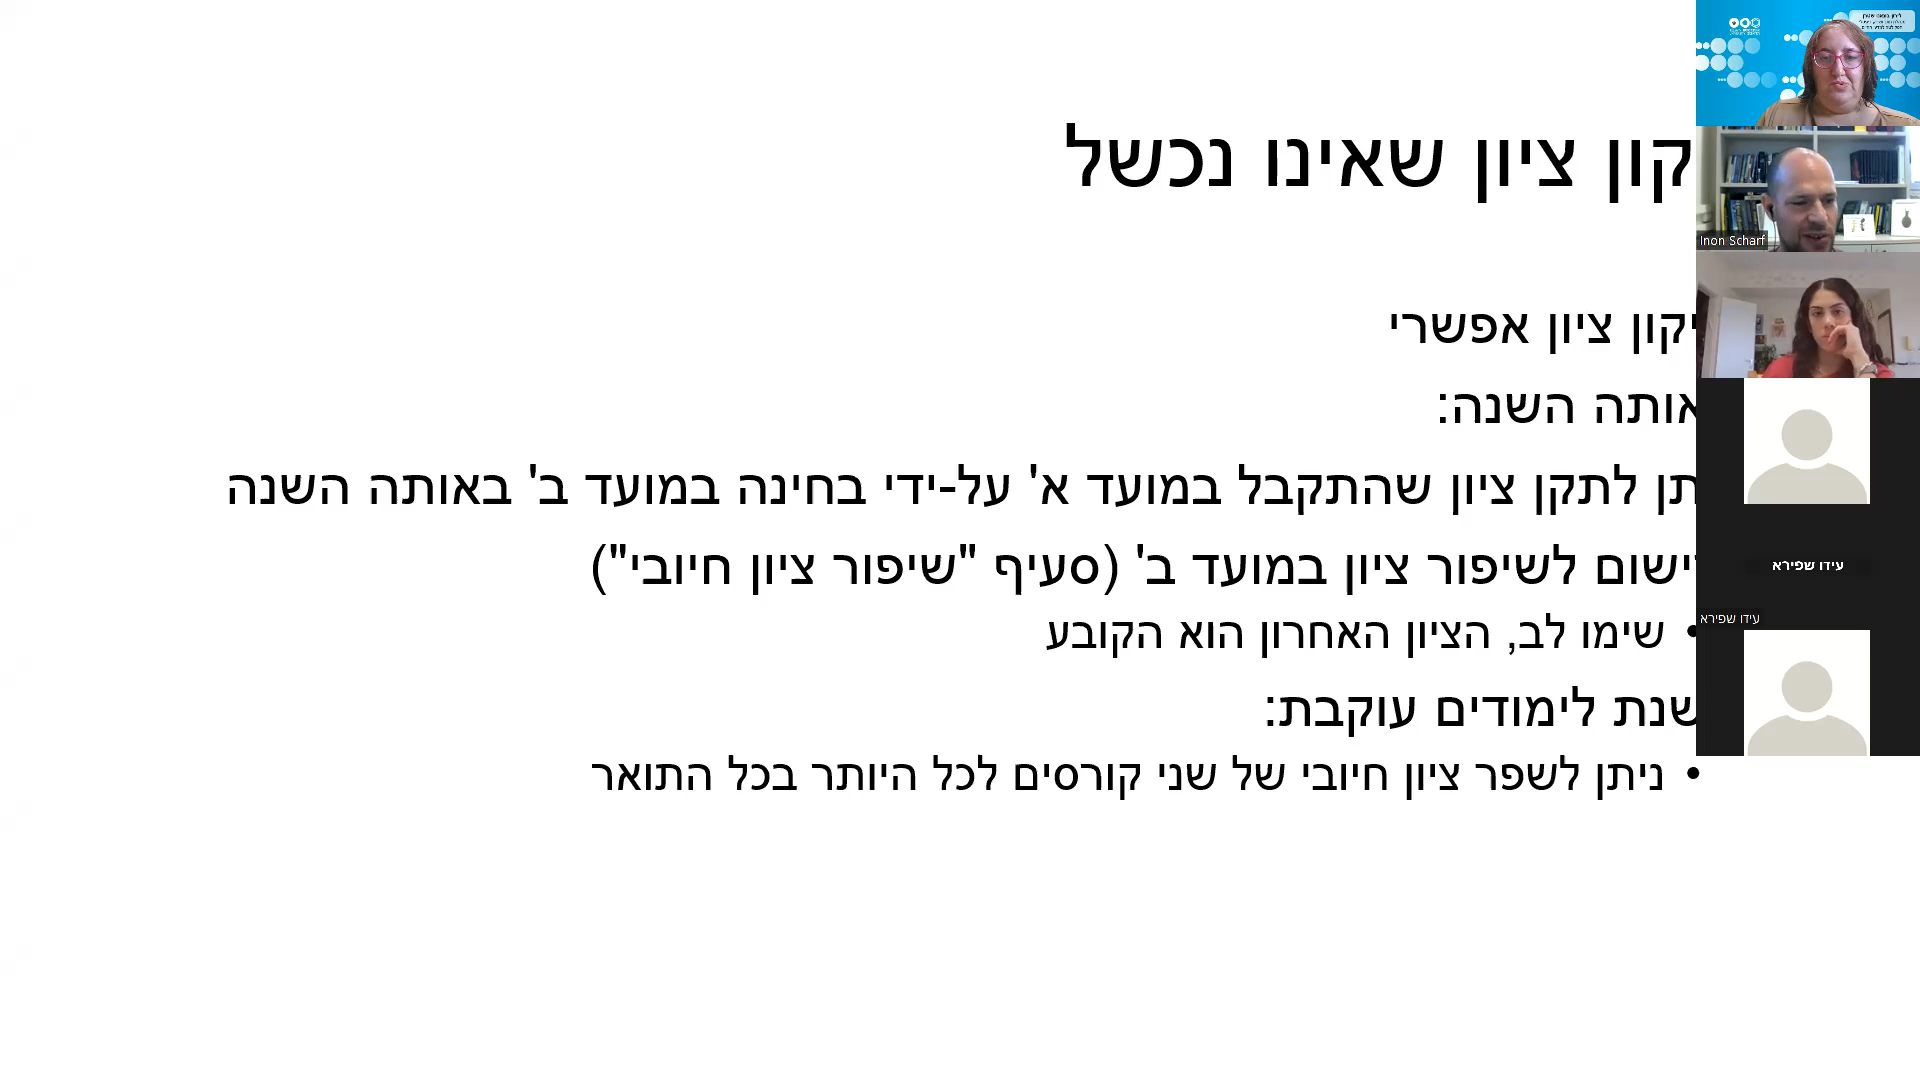 קון ציון שאינו נכשל
יקון ציון אפשרי
אותה השנה:
תן לתקן ציון שהתקבל במועד א' על-ידי בחינה במועד ב' באותה השנה
ישום לשיפור ציון במועד ב' (סעיף "שיפור ציון חיובי")
• שימו לב, הציון האחרון הוא הקובע
שנת לימודים עוקבת:
• ניתן לשפר ציון חיובי של שני קורסים לכל היותר בכל התואר
Inon Scharf
עידו שפירא
עידו שפירא